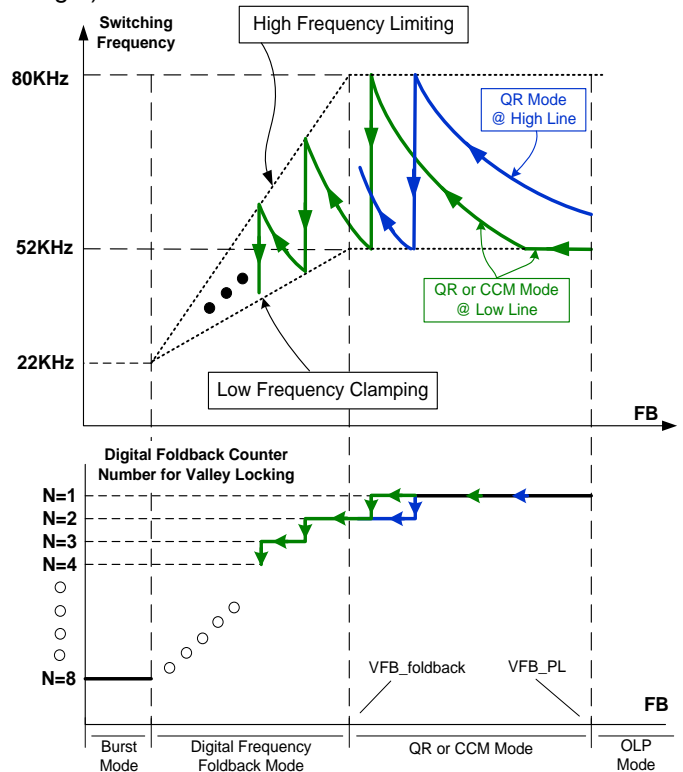 Switching
Frequency
High Frequency Limiting
80KHz
QR Mode
@ High Line
52KHz
QR or CCM Mode
@ Low Line
22KHz
Low Frequency Clamping
FB
Digital Foldback Counter
Number for Valley Locking
N=1
N=2
N=3
N=4
N=8
VFB_foldback
VFB_PL
FB
Burst
Mode
Digital Frequency
Foldback Mode
QR or CCM Mode
OLP
Mode